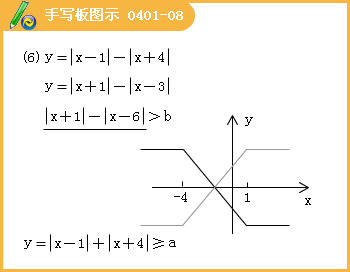 手写板图示 0401-08
(6) y=|x-1|-|x+4|
y=|x+1|-|x-3|
|x+1|-|x-6|>b
y
-4
1
x
y=|x-1|+|x+4|≥a